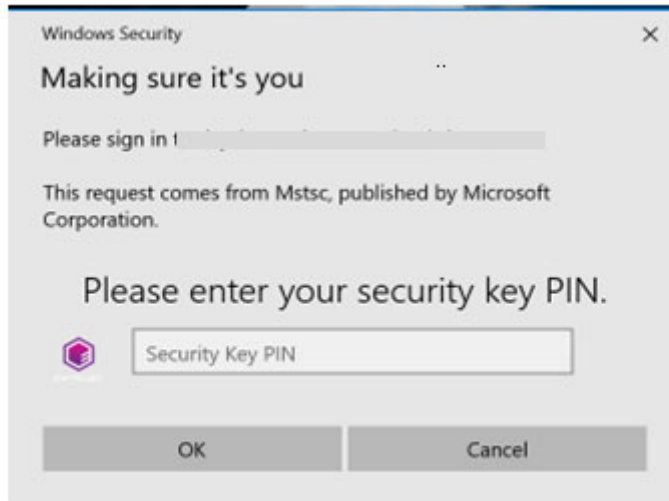 Windows Security
Making sure it's you
Please sign in
This request comes from Mstsc, published by Microsoft
Corporation.
Please enter your security key PIN.
Security Key PIN
OK
Cancel